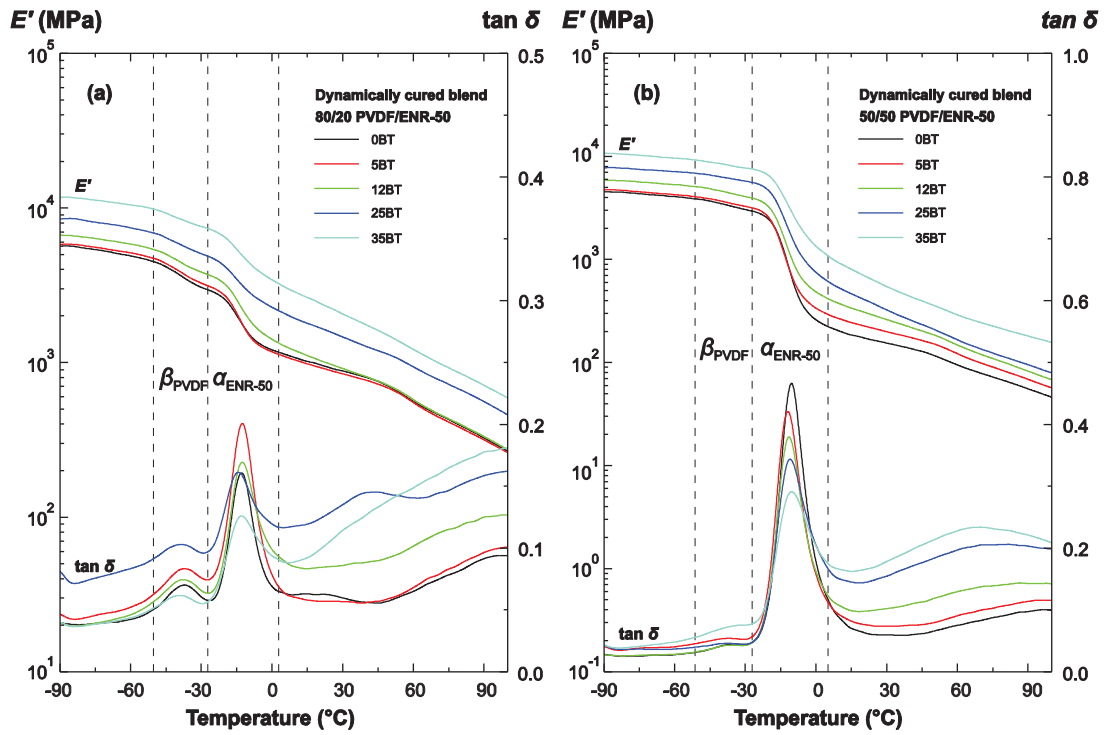 E′ (MPa) tan δ
10⁵ 0.5
(a)
Dynamically cured blend
80/20 PVDF/ENR-50
0BT
5BT
12BT
25BT
35BT
E′
0.4
10⁴
0.3
10³
β PVDF α ENR-50
0.2
10²
0.1
tan δ
10¹ 0.0
-90 -60 -30 0 30 60 90
Temperature (°C)
E′ (MPa) tan δ
10⁵ 1.0
(b)
Dynamically cured blend
50/50 PVDF/ENR-50
0BT
5BT
12BT
25BT
35BT
E′
10⁴
0.8
10³
0.6
10²
β PVDF α ENR-50
0.4
10¹
10⁰
0.2
tan δ
10⁻¹ 0.0
-90 -60 -30 0 30 60 90
Temperature (°C)